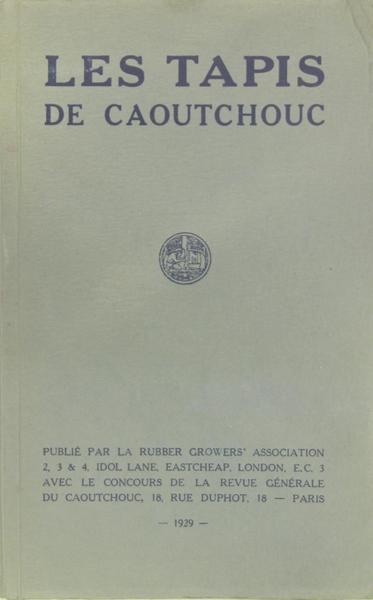 LES TAPIS
DE CAOUTCHOUC
PUBLIÉ PAR LA RUBBER GROWERS' ASSOCIATION
2, 3 & 4, IDOL LANE, EASTCHEAP, LONDON, E.C. 3
AVEC LE CONCOURS DE LA REVUE GÉNÉRALE
DU CAOUTCHOUC, 18, RUE DUPHOT, 18 — PARIS
— 1929 —